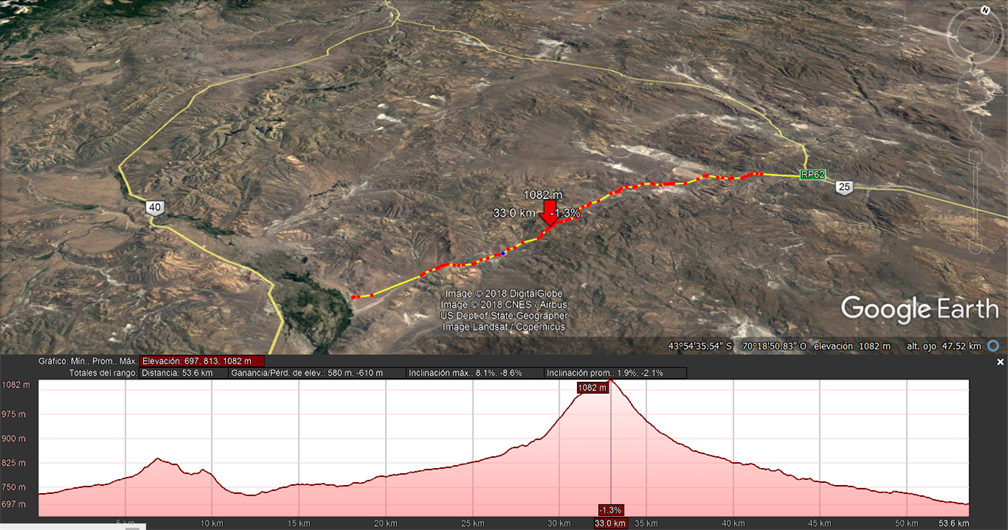 N
40
RP62
25
1082 m
33.0 km -1.3%
Image © 2018 DigitalGlobe
Image © 2018 CNES / Airbus
US Dept of State Geographer
Image Landsat / Copernicus
Google Earth
43°54'35.54" S 70°18'50.83" O elevación 1082 m alt. ojo 47.52 km
Gráfico: Mín., Prom., Máx. Elevación: 697, 813, 1082 m
Totales del rango: Distancia: 53.6 km Ganancia/Pérd. de elev.: 580 m, -610 m Inclinación máx.: 8.1%, -8.6% Inclinación prom.: 1.9%, -2.1%
1082 m
975 m
900 m
825 m
750 m
697 m
1082 m
-1.3%
5 km 10 km 15 km 20 km 25 km 30 km 33.0 km 35 km 40 km 45 km 50 km 53.6 km